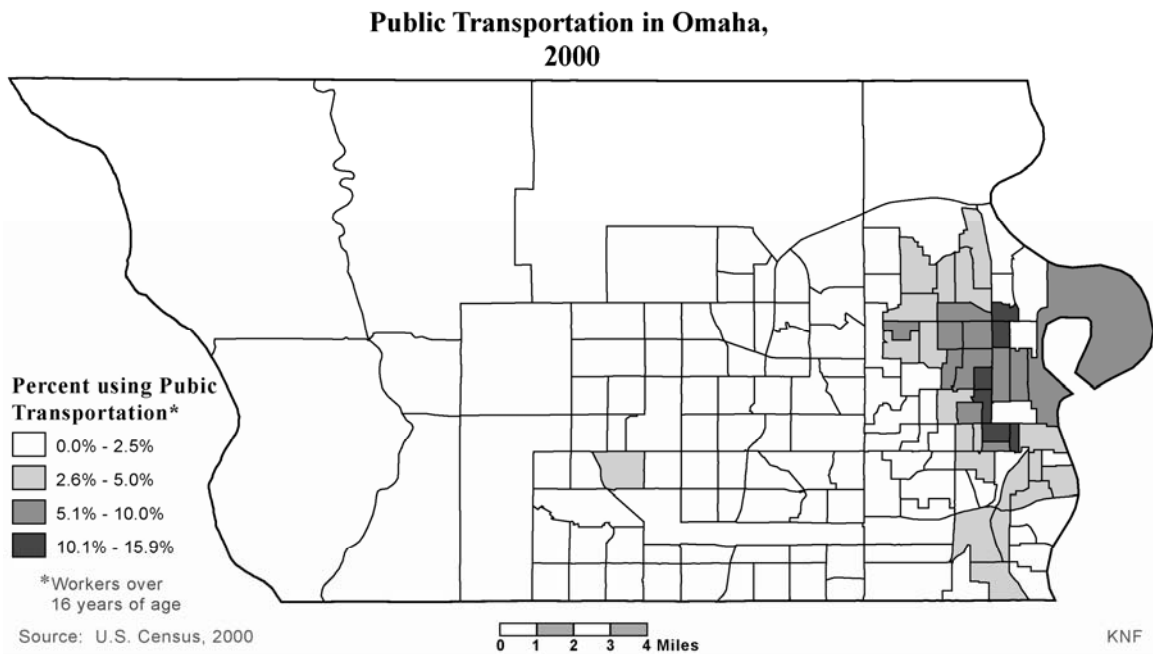 Public Transportation in Omaha,
2000
Percent using Pubic
Transportation*
0.0% - 2.5%
2.6% - 5.0%
5.1% - 10.0%
10.1% - 15.9%
*Workers over
16 years of age
Source: U.S. Census, 2000
0 1 2 3 4 Miles
KNF